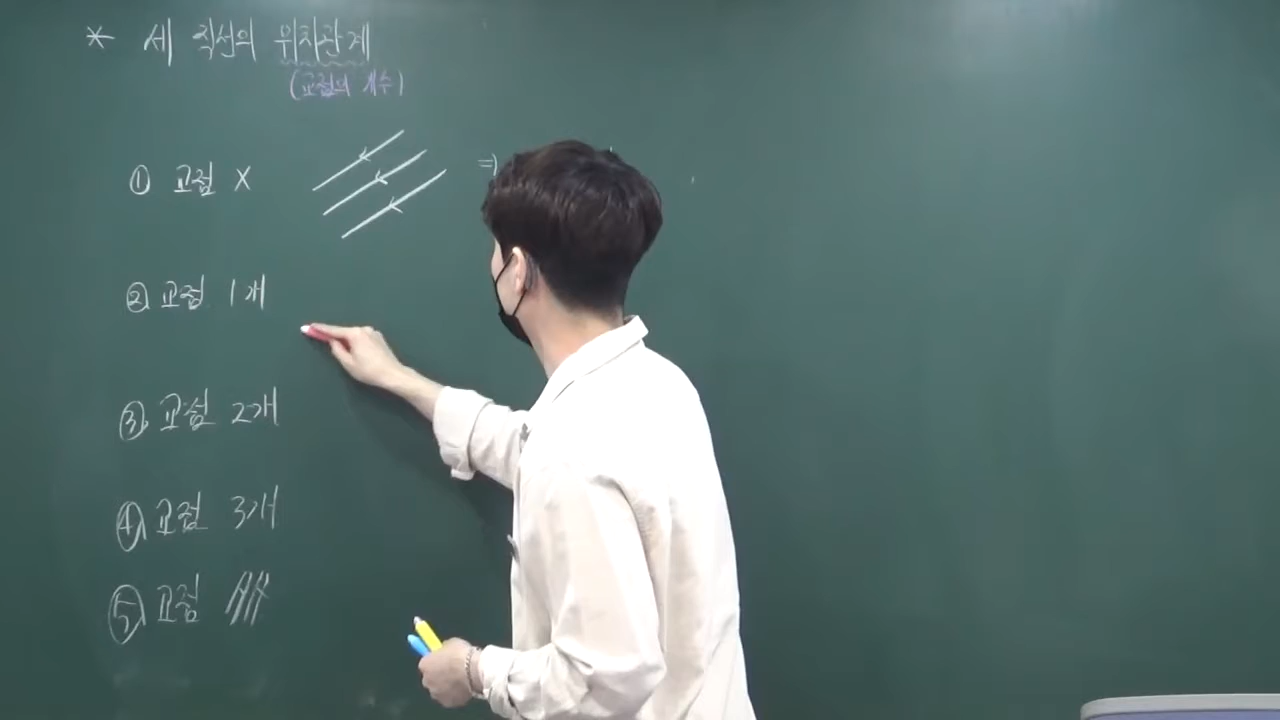 * 세 직선의 위치관계
(교점의 개수)
① 교점 X
⇒
② 교점 1개
③ 교점 2개
④ 교점 3개
⑤ 교점